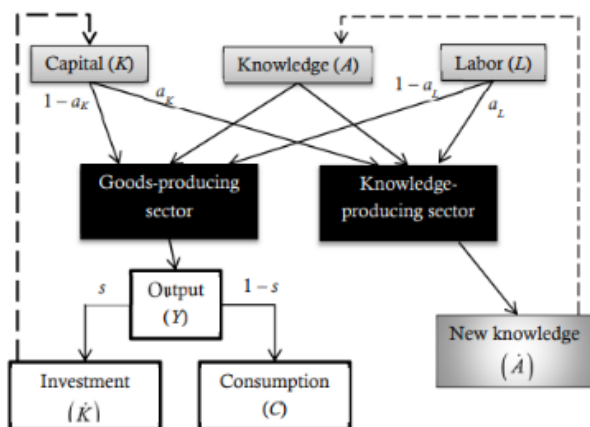 Capital (K)
Knowledge (A)
Labor (L)
1 − a_K
a_K
1 − a_L
a_L
Goods-producing
sector
Knowledge-
producing sector
s
Output
(Y)
1 − s
New knowledge
(Ȧ)
Investment
(K̇)
Consumption
(C)